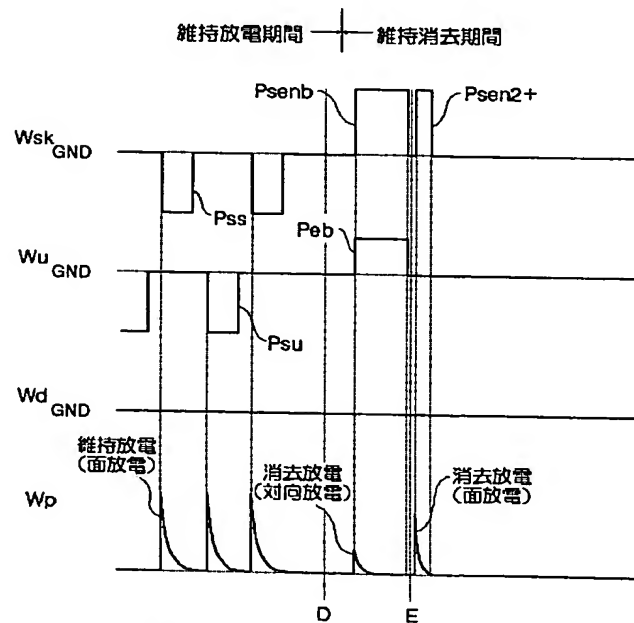 維持放電期間
維持消去期間
Psenb
Psen2+
Wsk
GND
Pss
Peb
Wu
GND
Psu
Wd
GND
維持放電
(面放電)
消去放電
(対向放電)
消去放電
(面放電)
Wp
D
E